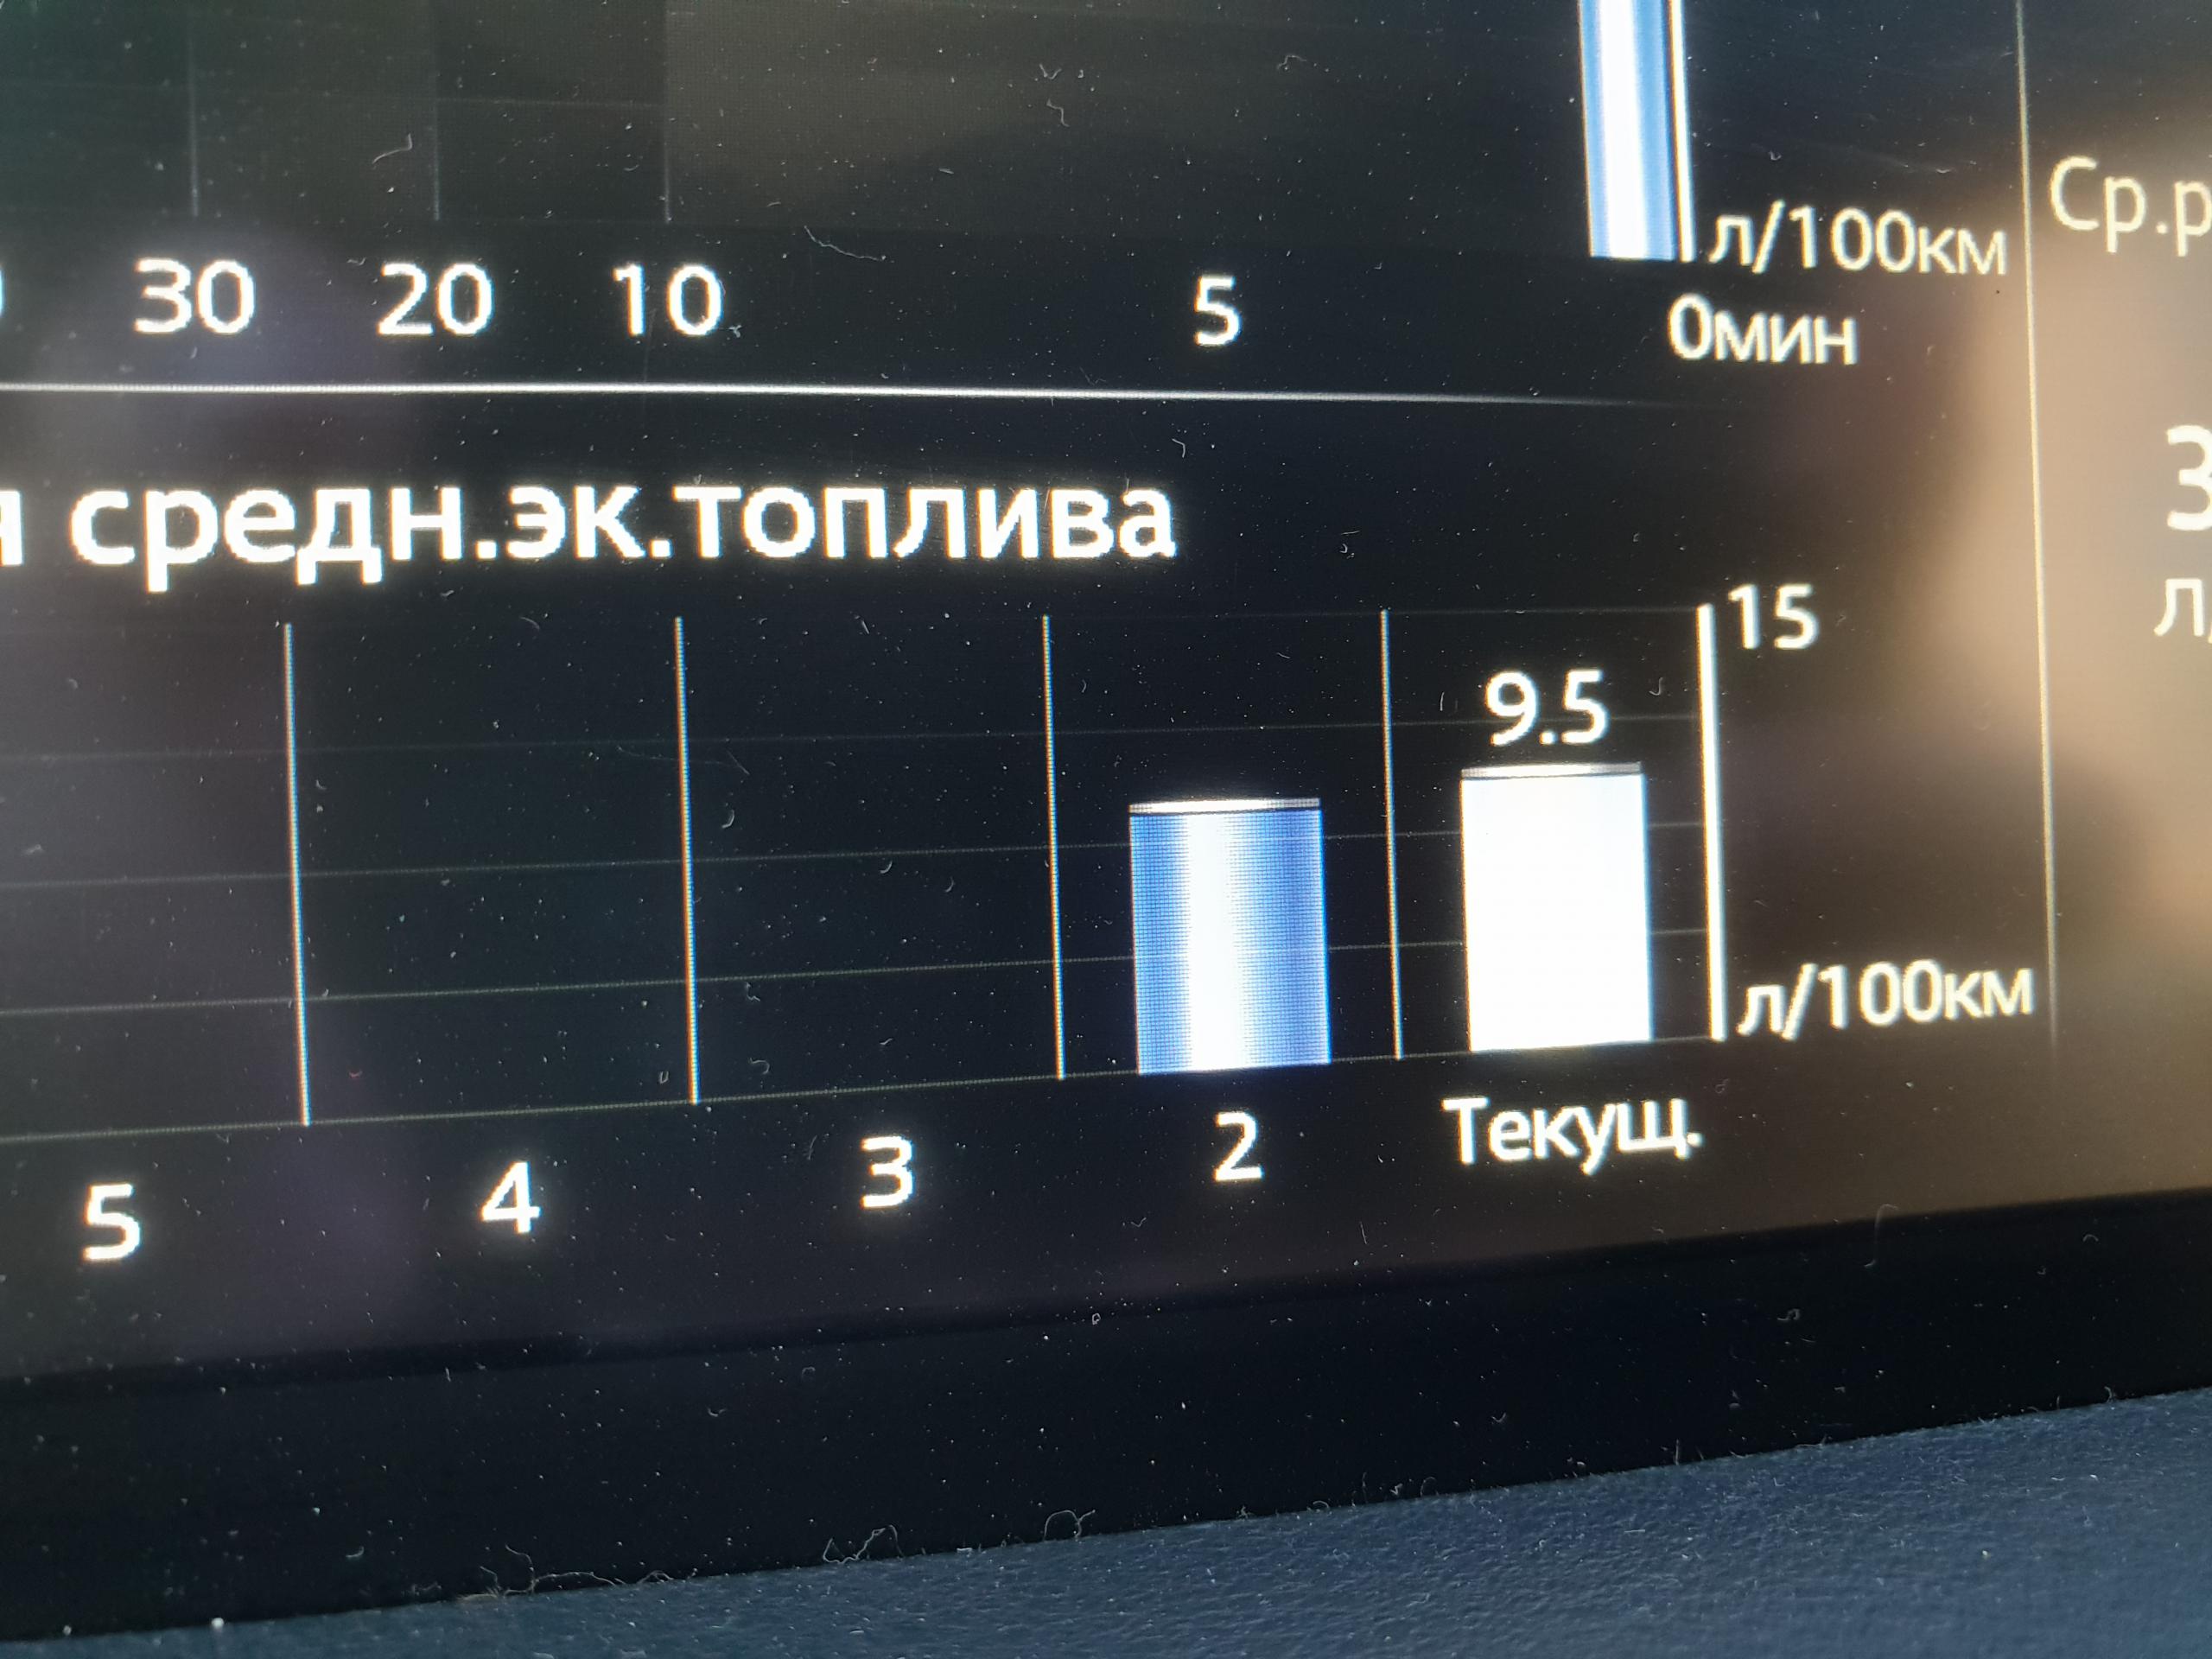 л/100км
Ср.р
30 20 10 5 0мин
средн.эк.топлива
3
л/
15
9.5
л/100км
5 4 3 2 Текущ.